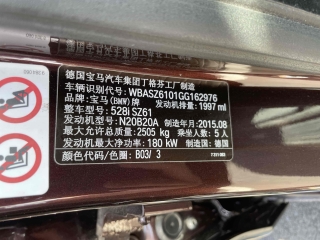 德国宝马汽车集团丁格芬工厂制造
车辆识别代号: WBASZ6101GG162976
品牌: 宝马(BMW)牌
发动机排量: 1997 ml
整车型号: 528i SZ61
发动机型号: N20B20A 制造年月: 2015.08
最大允许总质量: 2505 kg 乘坐人数: 5 人
发动机最大净功率: 180 kW 制造国: 德国
颜色代码/色圈: B03/ 3